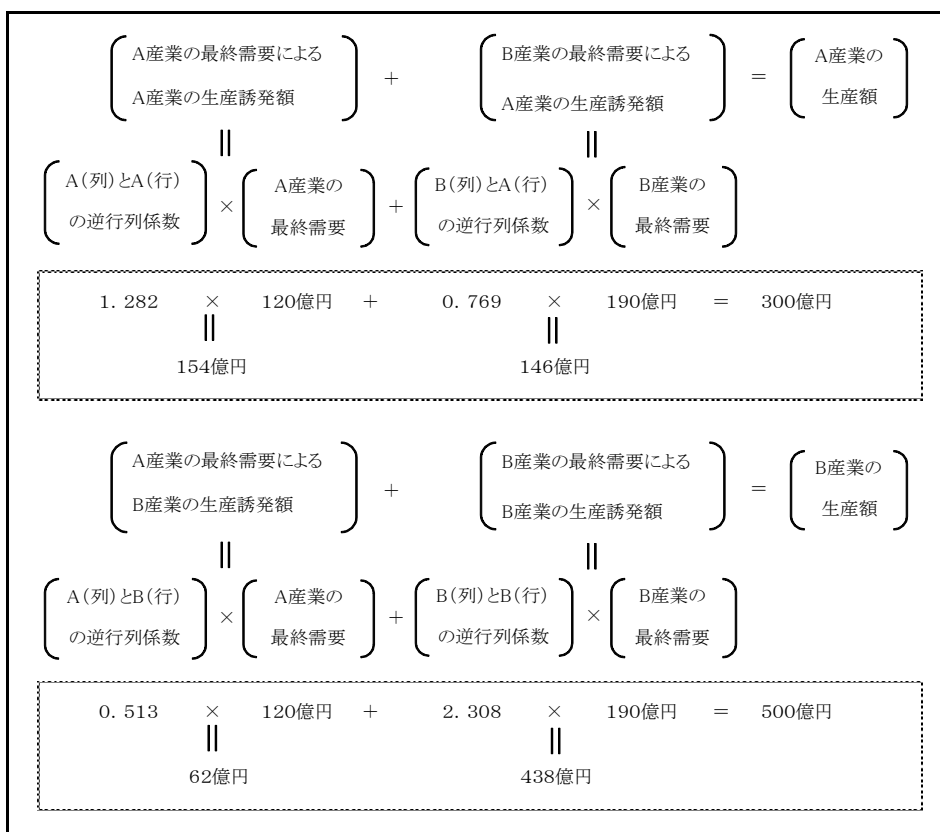 A産業の最終需要による B産業の最終需要による A産業の
+ =
A産業の生産誘発額 A産業の生産誘発額 生産額
|| ||
A(列)とA(行) A産業の B(列)とA(行) B産業の
× + ×
の逆行列係数 最終需要 の逆行列係数 最終需要
1.282 × 120億円 + 0.769 × 190億円 = 300億円
|| ||
154億円 146億円
A産業の最終需要による B産業の最終需要による B産業の
+ =
B産業の生産誘発額 B産業の生産誘発額 生産額
|| ||
A(列)とB(行) A産業の B(列)とB(行) B産業の
× + ×
の逆行列係数 最終需要 の逆行列係数 最終需要
0.513 × 120億円 + 2.308 × 190億円 = 500億円
|| ||
62億円 438億円